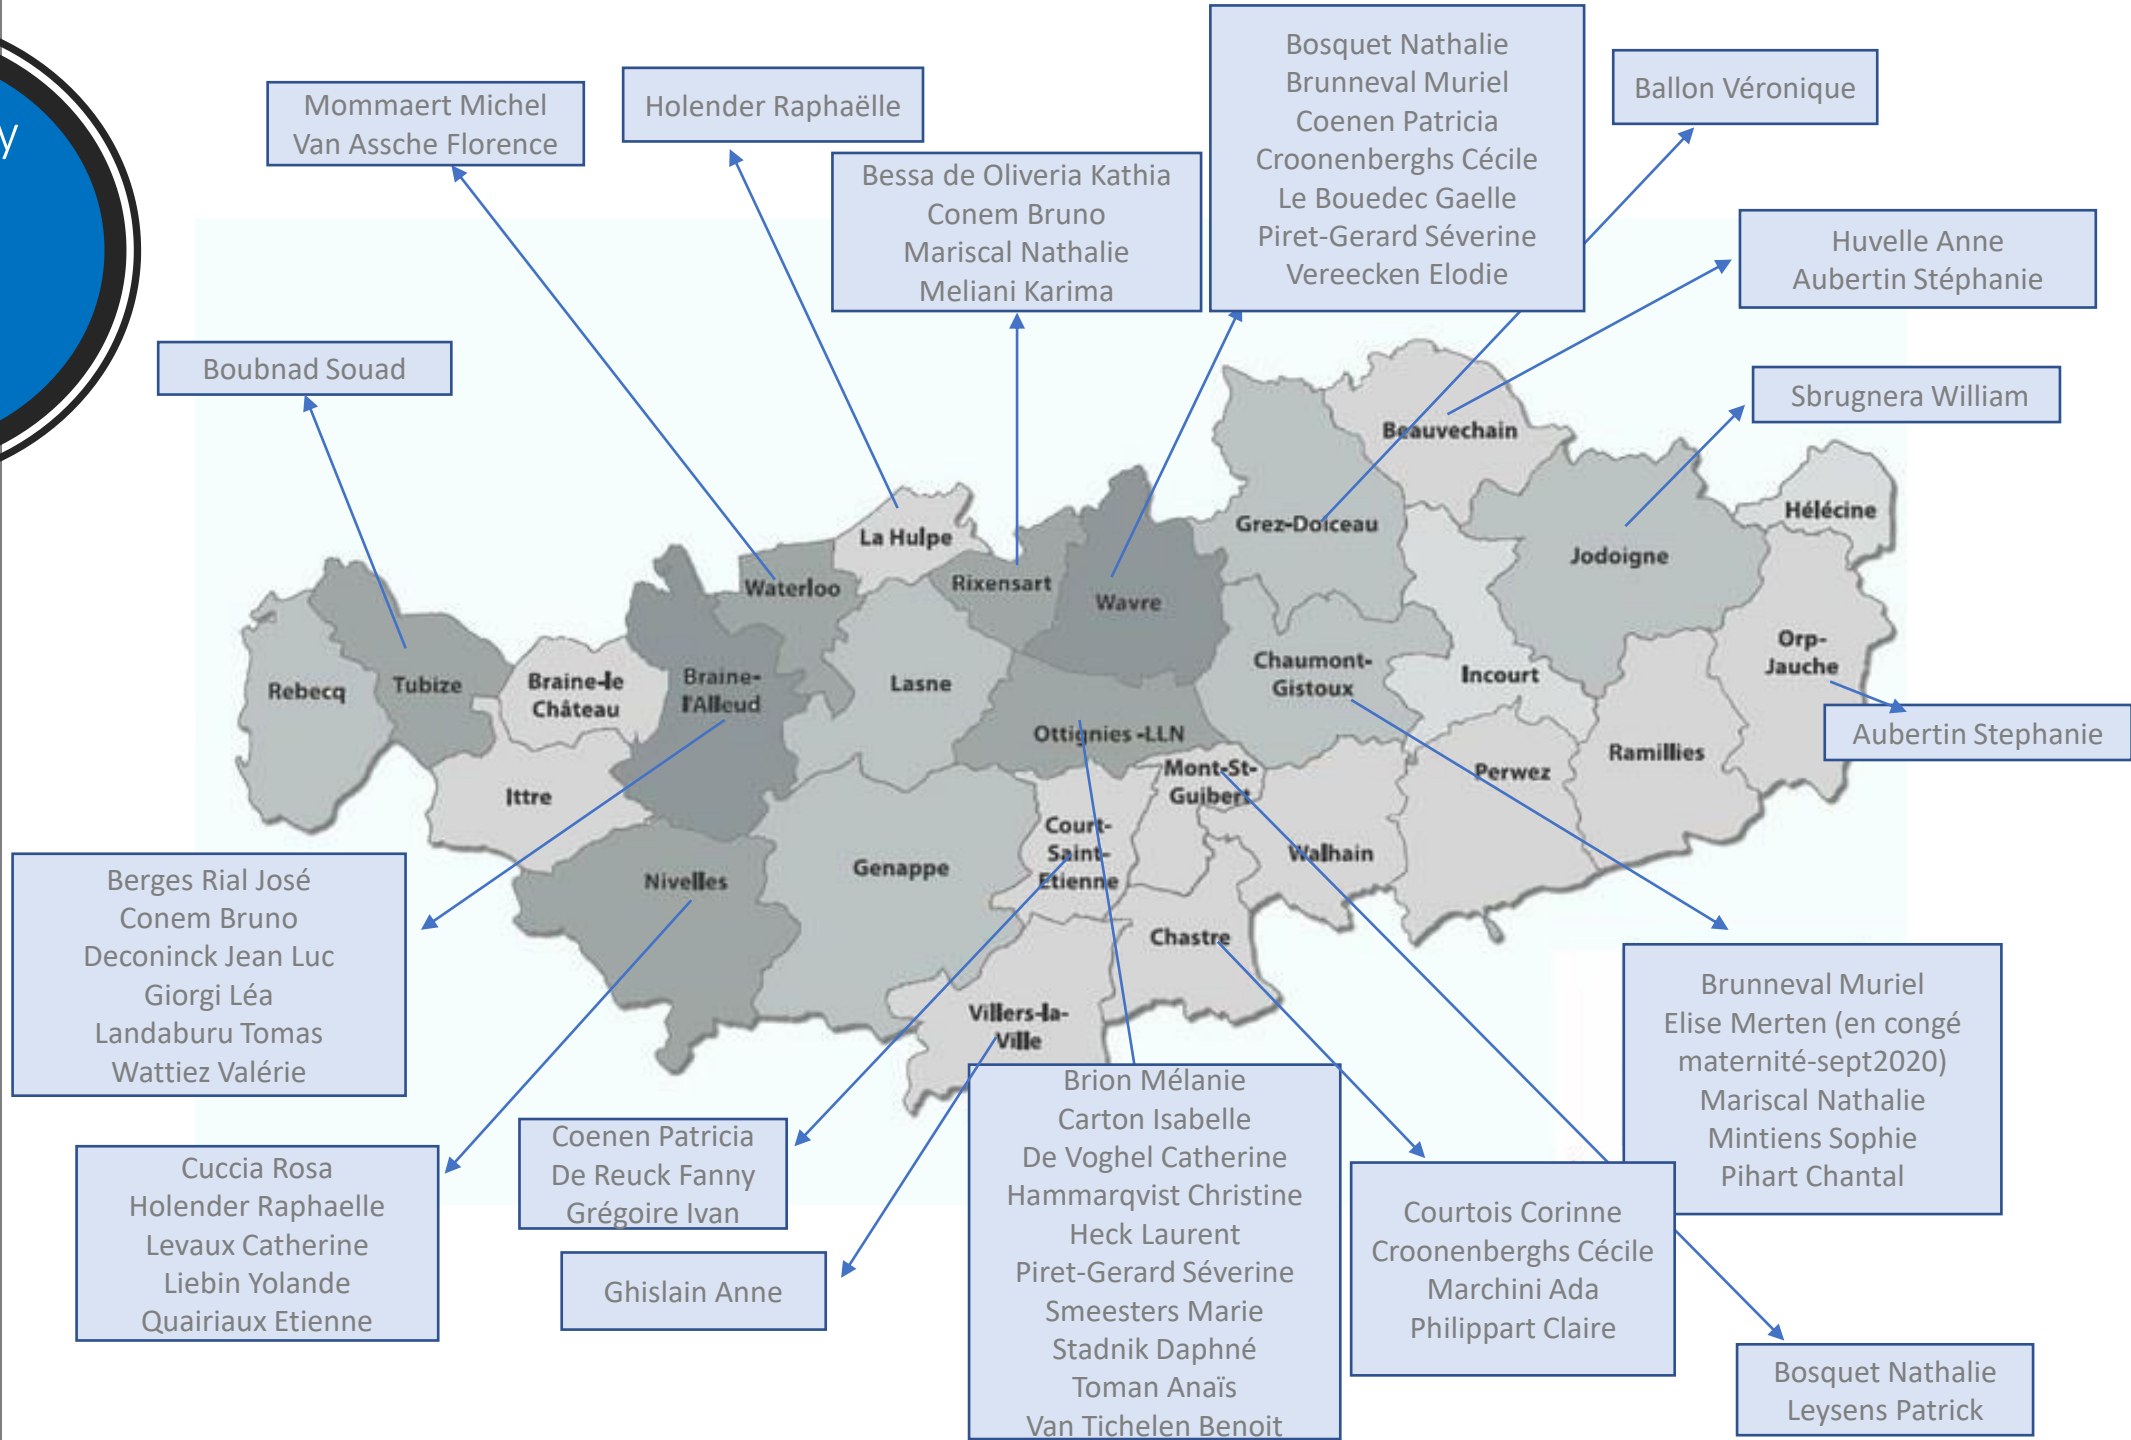 y
Mommaert Michel
Van Assche Florence
Holender Raphaëlle
Bessa de Oliveria Kathia
Conem Bruno
Mariscal Nathalie
Meliani Karima
Bosquet Nathalie
Brunneval Muriel
Coenen Patricia
Croonenberghs Cécile
Le Bouedec Gaelle
Piret-Gerard Séverine
Vereecken Elodie
Ballon Véronique
Huvelle Anne
Aubertin Stéphanie
Boubnad Souad
Sbrugnera William
Beauvechain
Hélécine
Grez-Doiceau
La Hulpe
Jodoigne
Waterloo
Rixensart
Wavre
Orp-
Jauche
Chaumont-
Gistoux
Incourt
Rebecq
Tubize
Braine-le
Château
Braine-
l'Alleud
Lasne
Ottignies -LLN
Aubertin Stephanie
Ittre
Mont-St-
Guibert
Perwez
Ramillies
Court-
Saint-
Etienne
Walhain
Genappe
Nivelles
Chastre
Villers-la-
Ville
Berges Rial José
Conem Bruno
Deconinck Jean Luc
Giorgi Léa
Landaburu Tomas
Wattiez Valérie
Brunneval Muriel
Elise Merten (en congé
maternité-sept2020)
Mariscal Nathalie
Mintiens Sophie
Pihart Chantal
Cuccia Rosa
Holender Raphaelle
Levaux Catherine
Liebin Yolande
Quairiaux Etienne
Coenen Patricia
De Reuck Fanny
Grégoire Ivan
Ghislain Anne
Brion Mélanie
Carton Isabelle
De Voghel Catherine
Hammarqvist Christine
Heck Laurent
Piret-Gerard Séverine
Smeesters Marie
Stadnik Daphné
Toman Anaïs
Van Tichelen Benoit
Courtois Corinne
Croonenberghs Cécile
Marchini Ada
Philippart Claire
Bosquet Nathalie
Leysens Patrick